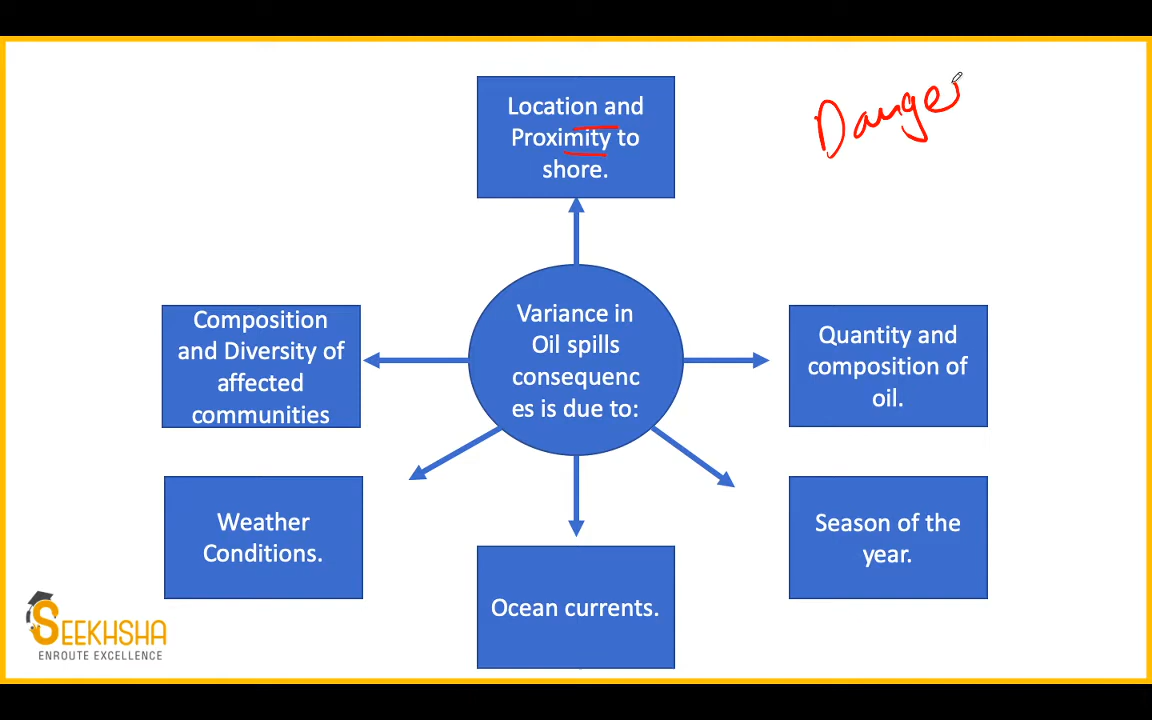 Location and
Proximity to
shore.
Danger
Composition
and Diversity of
affected
communities
Variance in
Oil spills
consequenc
es is due to:
Quantity and
composition of
oil.
Weather
Conditions.
Ocean currents.
Season of the
year.
SEEKHSHA
ENROUTE EXCELLENCE